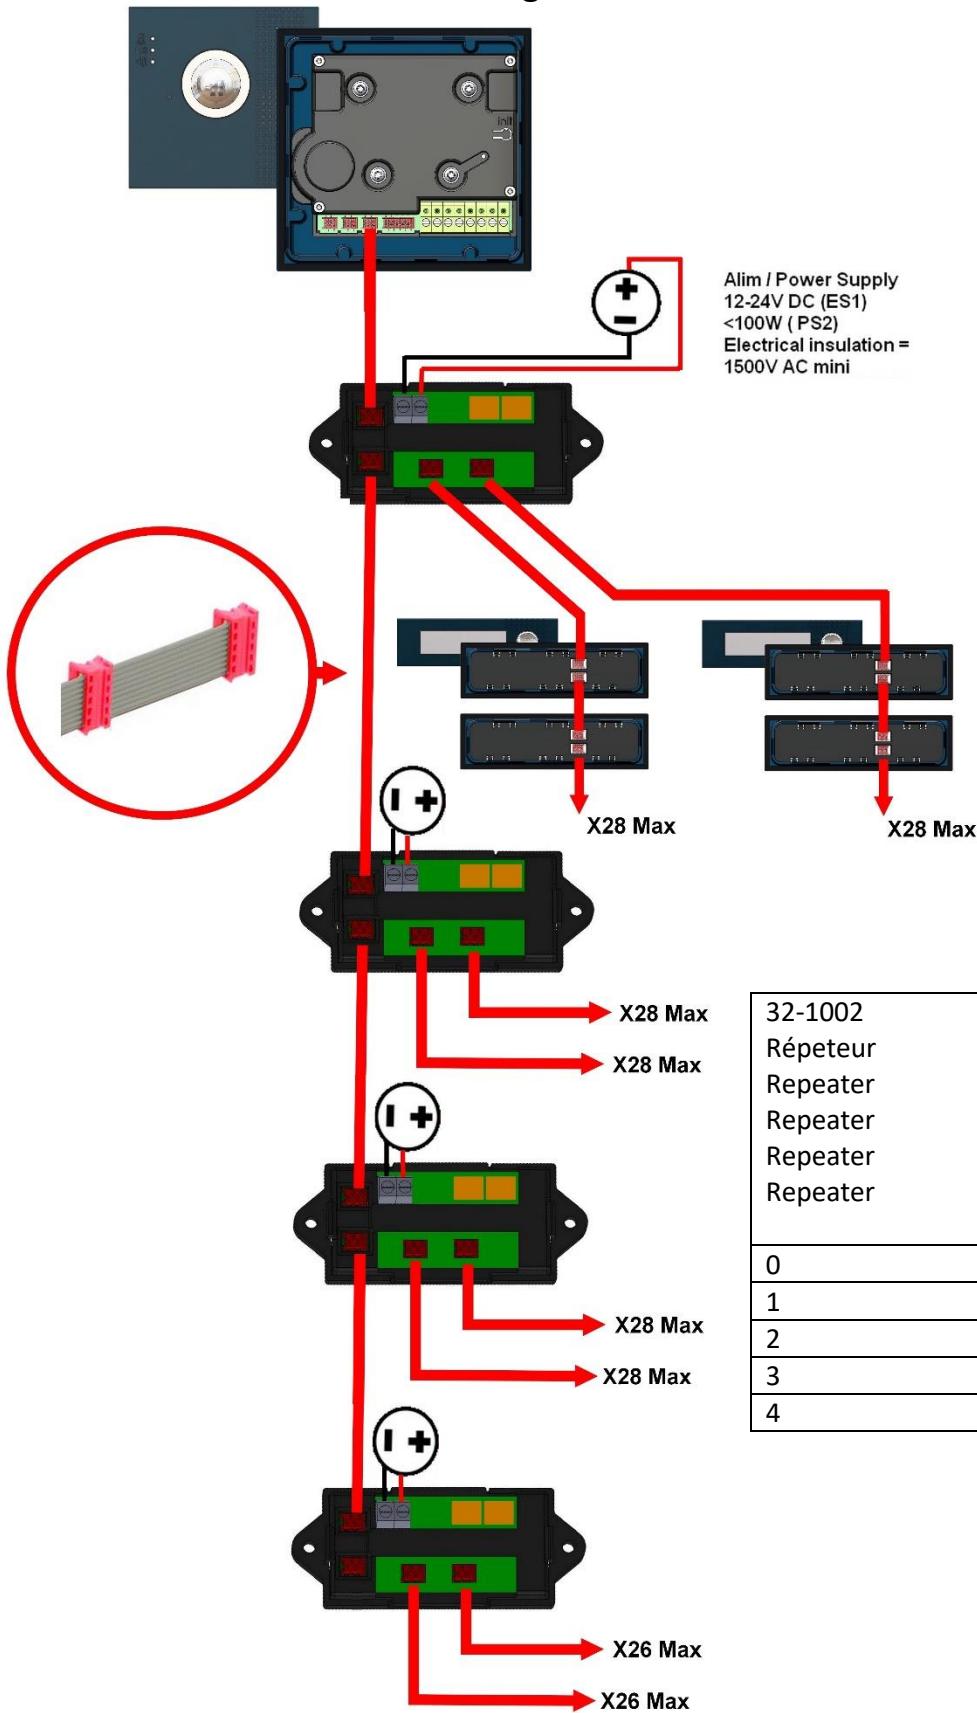 init
Alim / Power Supply
12-24V DC (ES1)
<100W ( PS2)
Electrical insulation =
1500V AC mini
X28 Max
X28 Max
X28 Max
X28 Max
32-1002
Répeteur
Repeater
Repeater
Repeater
Repeater
0
1
2
3
4
X28 Max
X28 Max
X26 Max
X26 Max